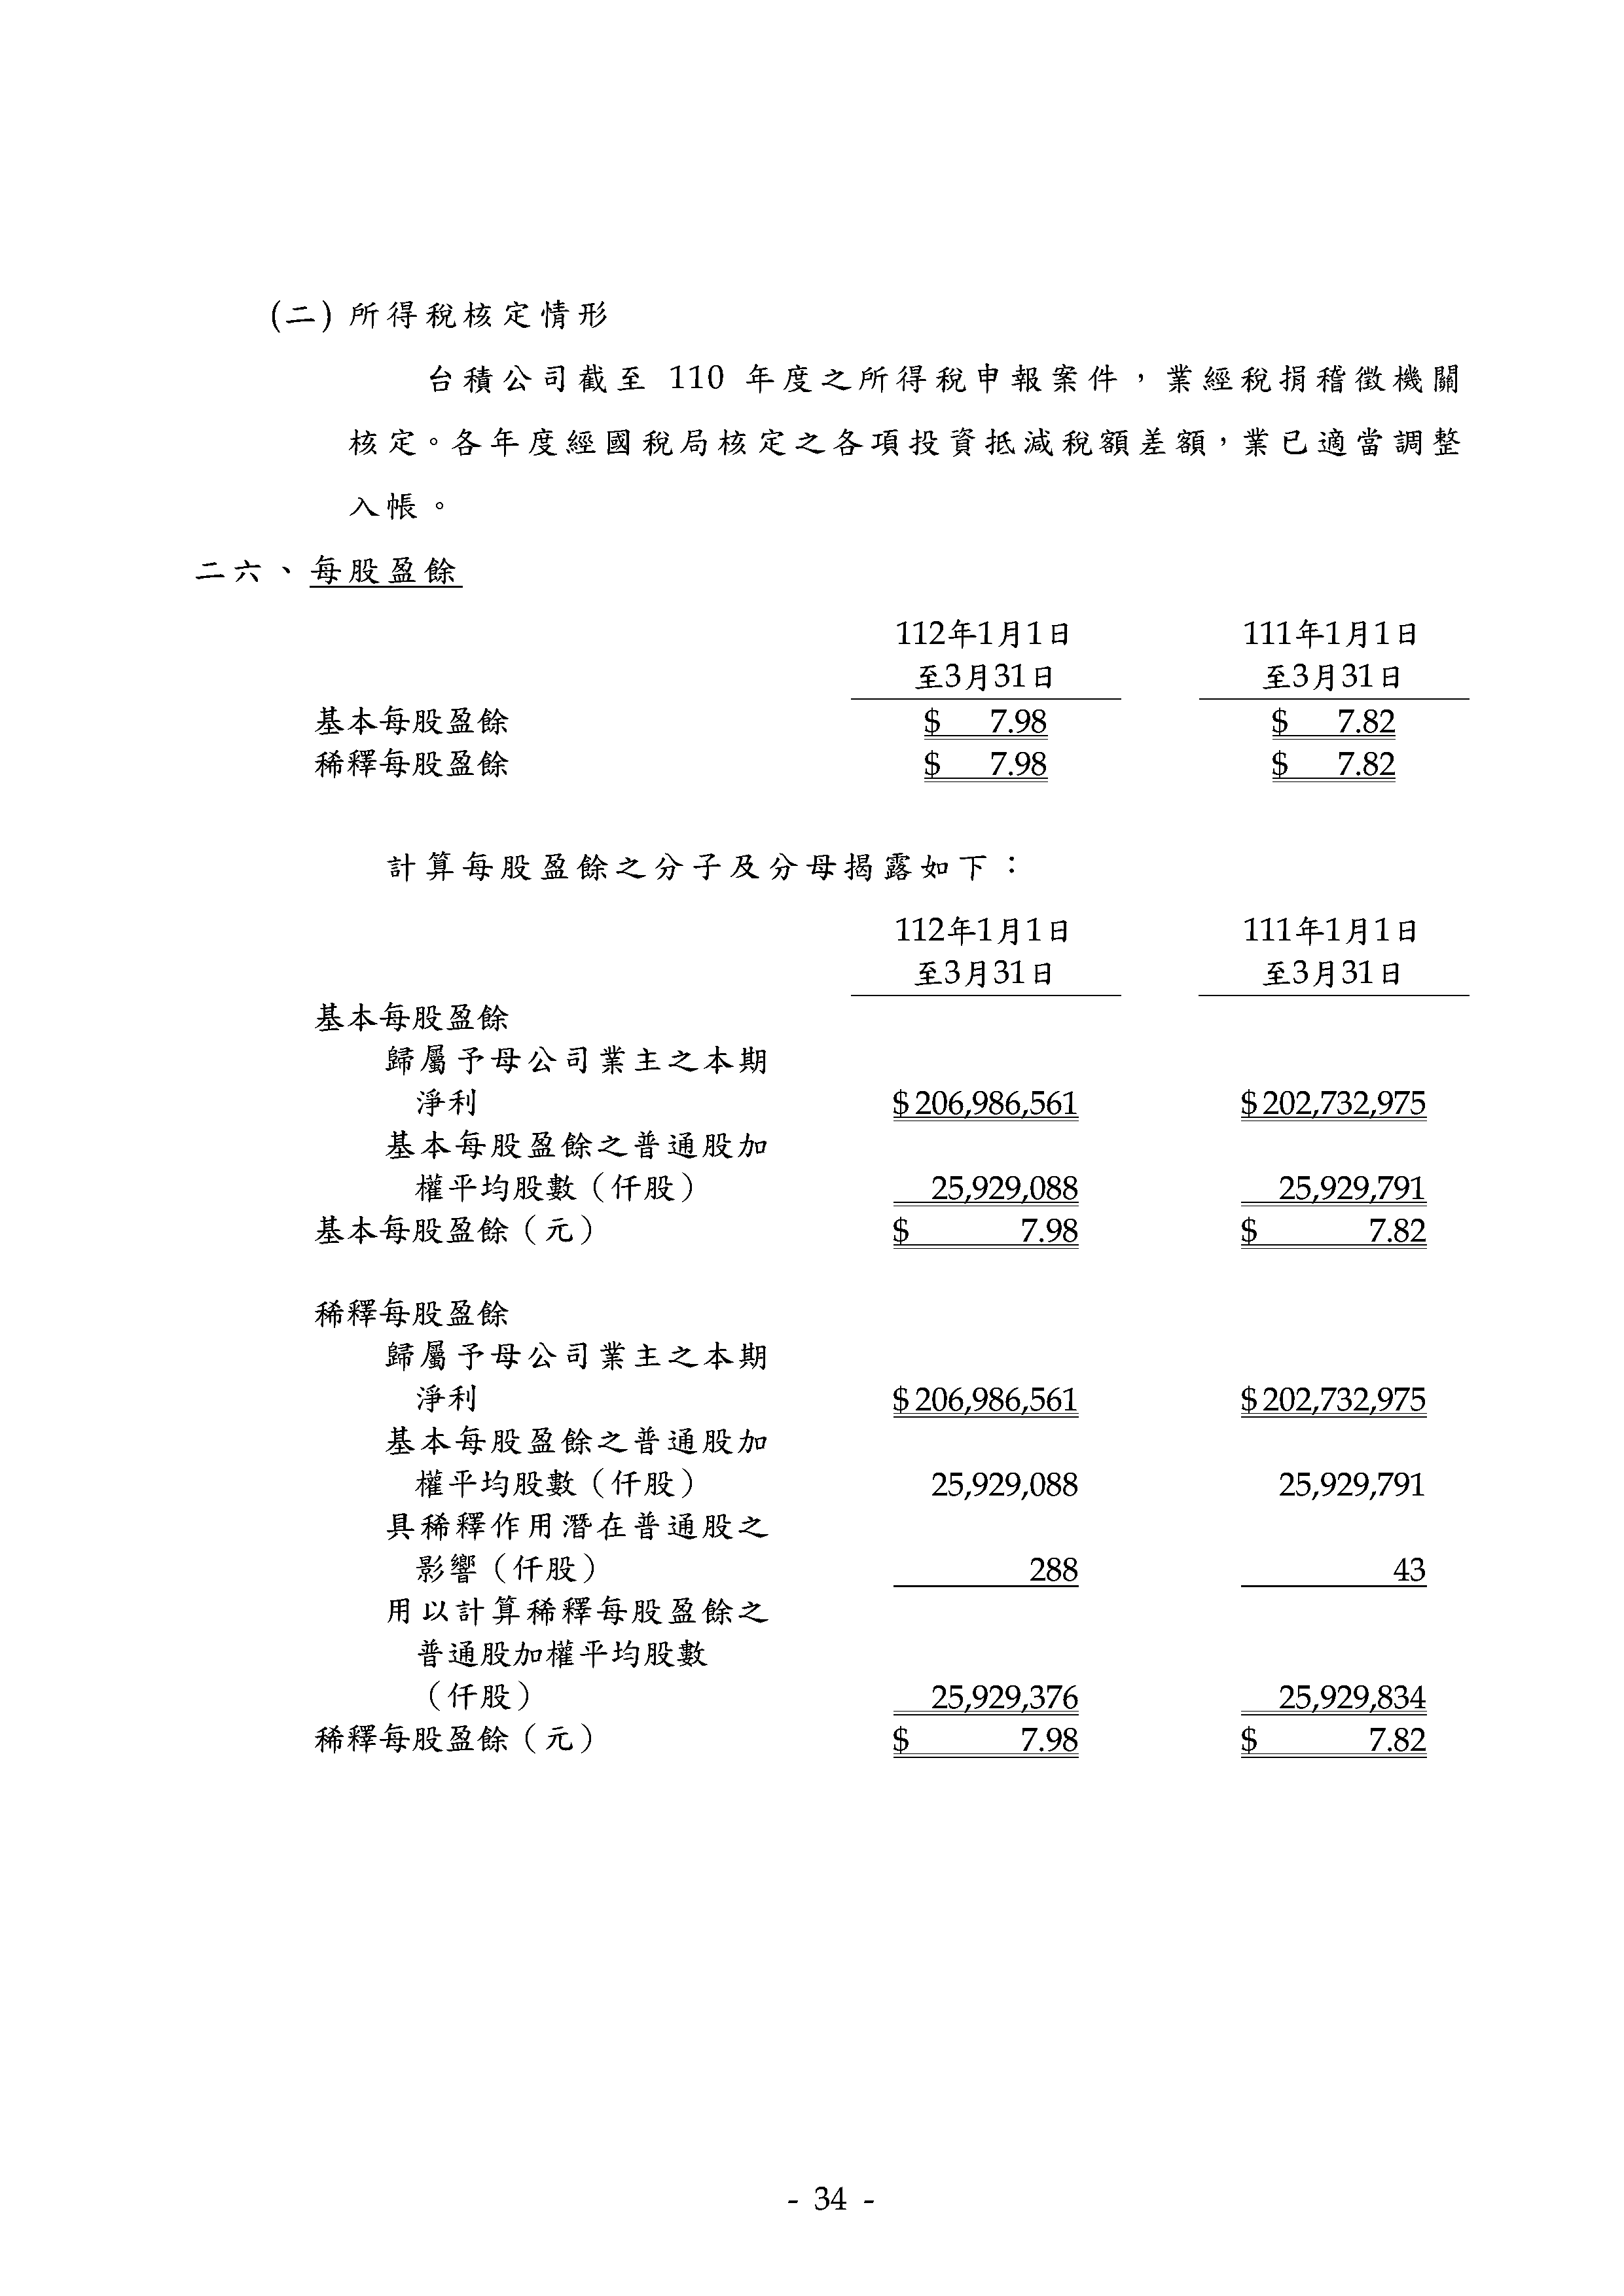 (二) 所得稅核定情形
台積公司截至 110 年度之所得稅申報案件，業經稅捐稽徵機關
核定。各年度經國稅局核定之各項投資抵減稅額差額，業已適當調整
入帳。
二六、每股盈餘
112年1月1日 111年1月1日
至3月31日 至3月31日
基本每股盈餘 $ 7.98 $ 7.82
稀釋每股盈餘 $ 7.98 $ 7.82
計算每股盈餘之分子及分母揭露如下：
112年1月1日 111年1月1日
至3月31日 至3月31日
基本每股盈餘
歸屬予母公司業主之本期
淨利 $ 206,986,561 $ 202,732,975
基本每股盈餘之普通股加
權平均股數（仟股） 25,929,088 25,929,791
基本每股盈餘（元） $ 7.98 $ 7.82
稀釋每股盈餘
歸屬予母公司業主之本期
淨利 $ 206,986,561 $ 202,732,975
基本每股盈餘之普通股加
權平均股數（仟股） 25,929,088 25,929,791
具稀釋作用潛在普通股之
影響（仟股） 288 43
用以計算稀釋每股盈餘之
普通股加權平均股數
（仟股） 25,929,376 25,929,834
稀釋每股盈餘（元） $ 7.98 $ 7.82
- 34 -